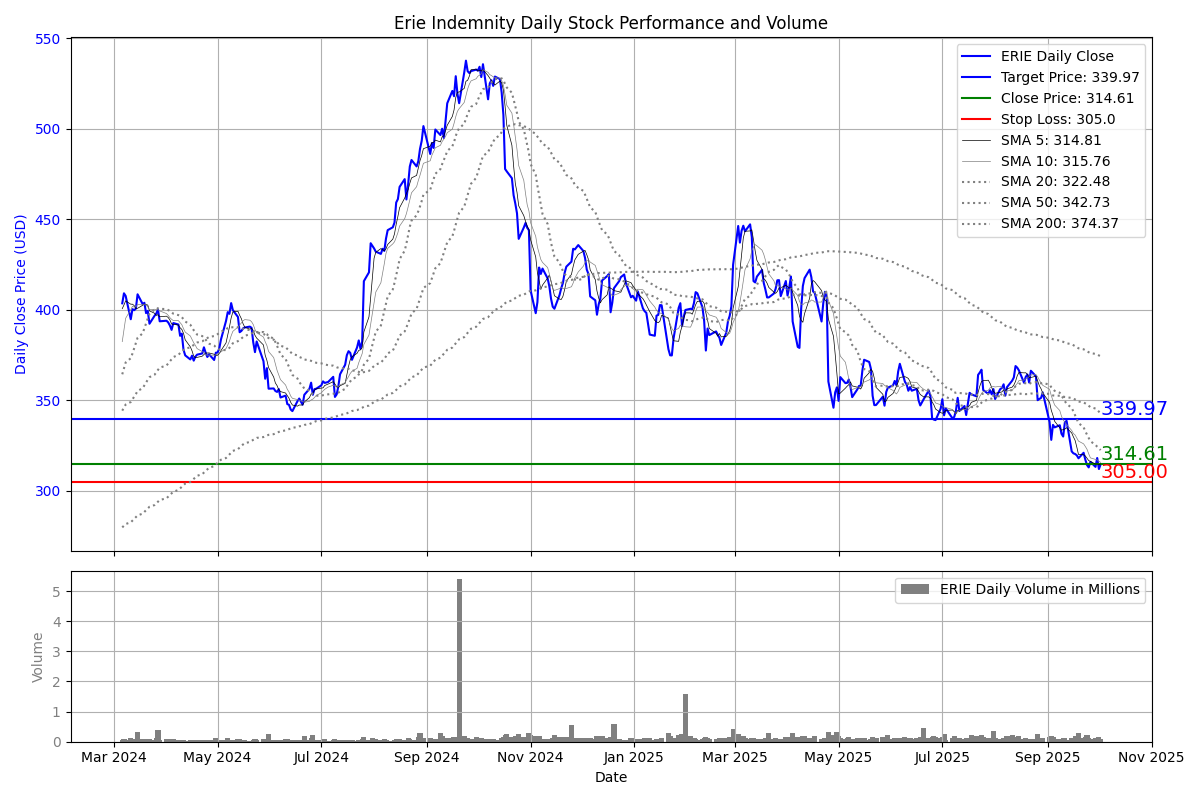 Erie Indemnity Daily Stock Performance and Volume
550
500
450
400
350
300
Daily Close Price (USD)
ERIE Daily Close
Target Price: 339.97
Close Price: 314.61
Stop Loss: 305.0
SMA 5: 314.81
SMA 10: 315.76
SMA 20: 322.48
SMA 50: 342.73
SMA 200: 374.37
339.97
314.61
305.00
5
4
3
2
1
0
Volume
ERIE Daily Volume in Millions
Mar 2024 May 2024 Jul 2024 Sep 2024 Nov 2024 Jan 2025 Mar 2025 May 2025 Jul 2025 Sep 2025 Nov 2025
Date